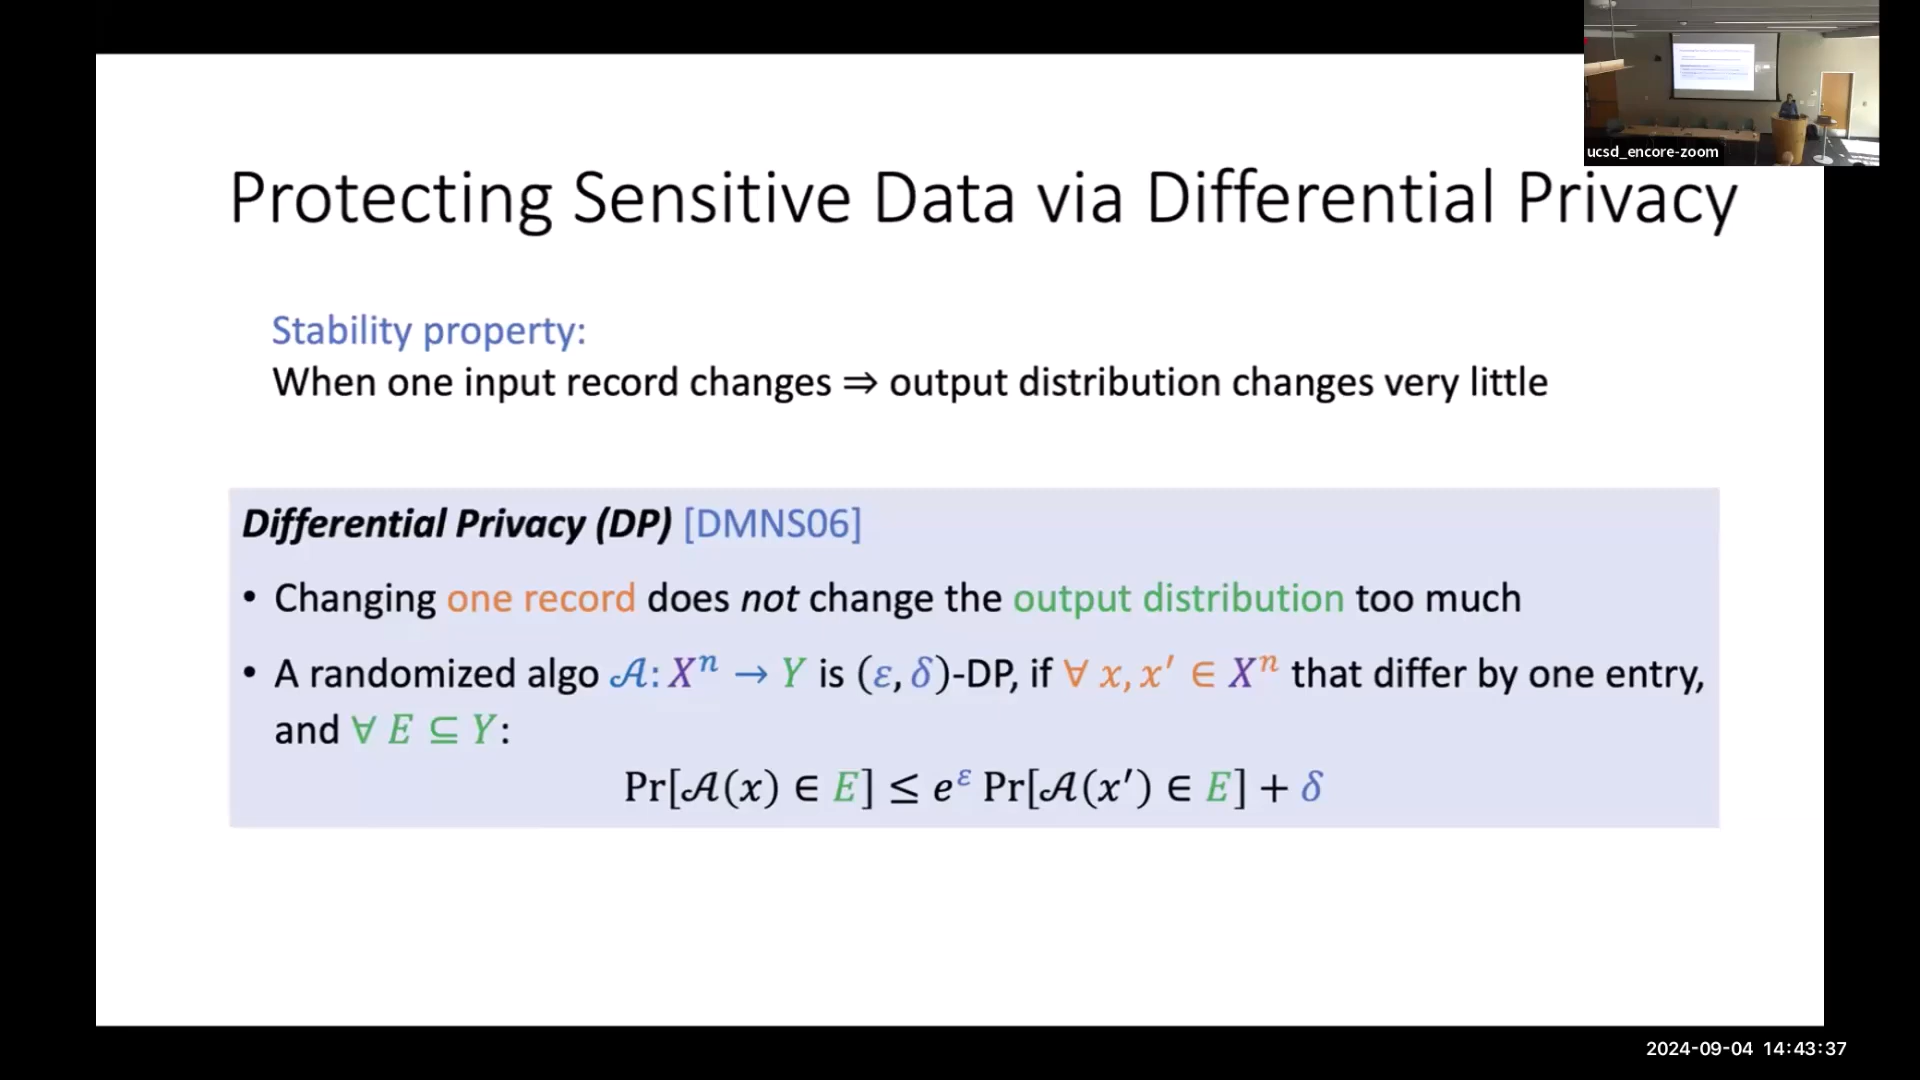 ucsd_encore-zoom
Protecting Sensitive Data via Differential Privacy
Stability property:
When one input record changes ⇒ output distribution changes very little
Differential Privacy (DP) [DMNS06]
• Changing one record does not change the output distribution too much
• A randomized algo 𝒜: Xⁿ → Y is (ε, δ)-DP, if ∀ x, x′ ∈ Xⁿ that differ by one entry,
and ∀ E ⊆ Y:
Pr[𝒜(x) ∈ E] ≤ e^ε Pr[𝒜(x′) ∈ E] + δ
2024-09-04 14:43:37